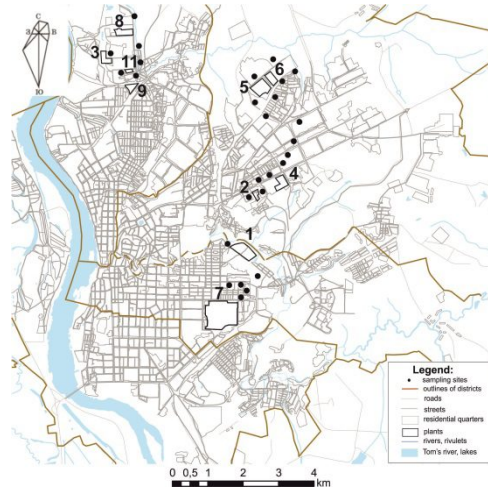 С
З В
Ю
8
3
11
9
6
5
2
4
1
7
Legend:
sampling sites
outlines of districts
roads
streets
residential quarters
plants
rivers, rivulets
Tom's river, lakes
0 0,5 1 2 3 4
km